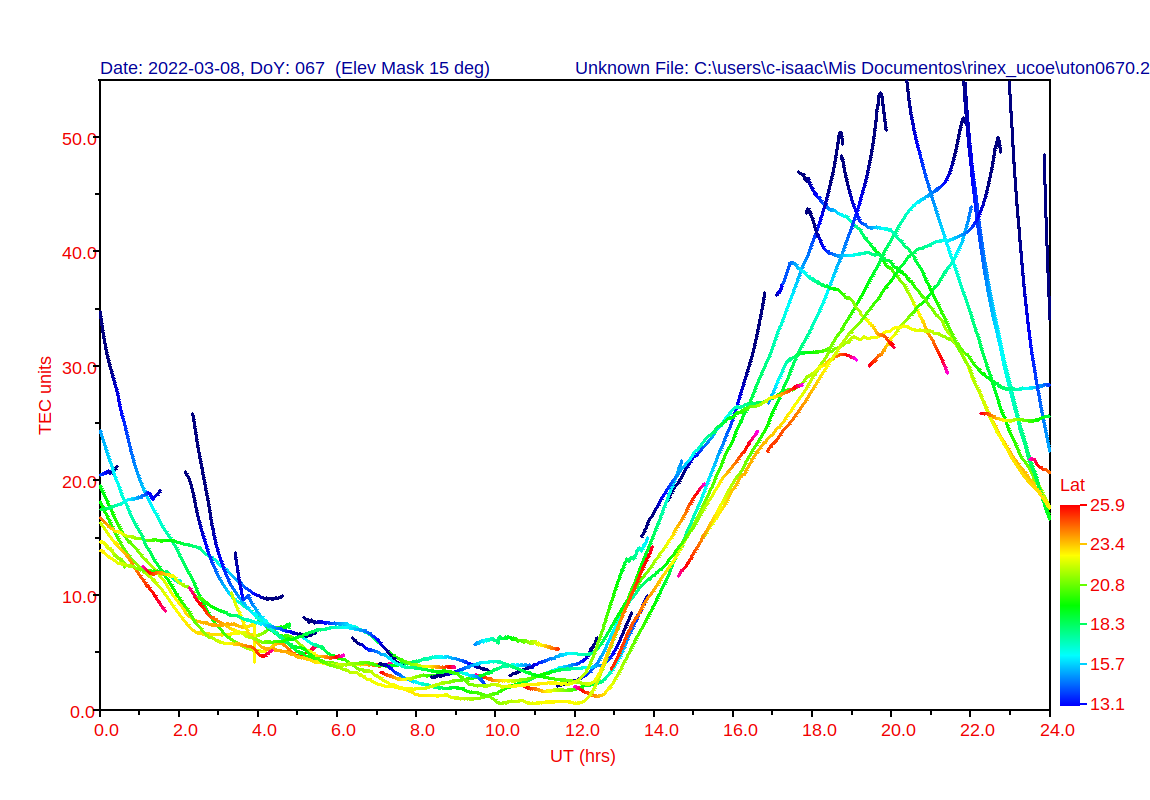 Date: 2022-03-08, DoY: 067  (Elev Mask 15 deg)
Unknown File: C:\users\c-isaac\Mis Documentos\rinex_ucoe\uton0670.2
50.0
40.0
30.0
20.0
10.0
0.0
TEC units
0.0 2.0 4.0 6.0 8.0 10.0 12.0 14.0 16.0 18.0 20.0 22.0 24.0
UT (hrs)
Lat
25.9
23.4
20.8
18.3
15.7
13.1